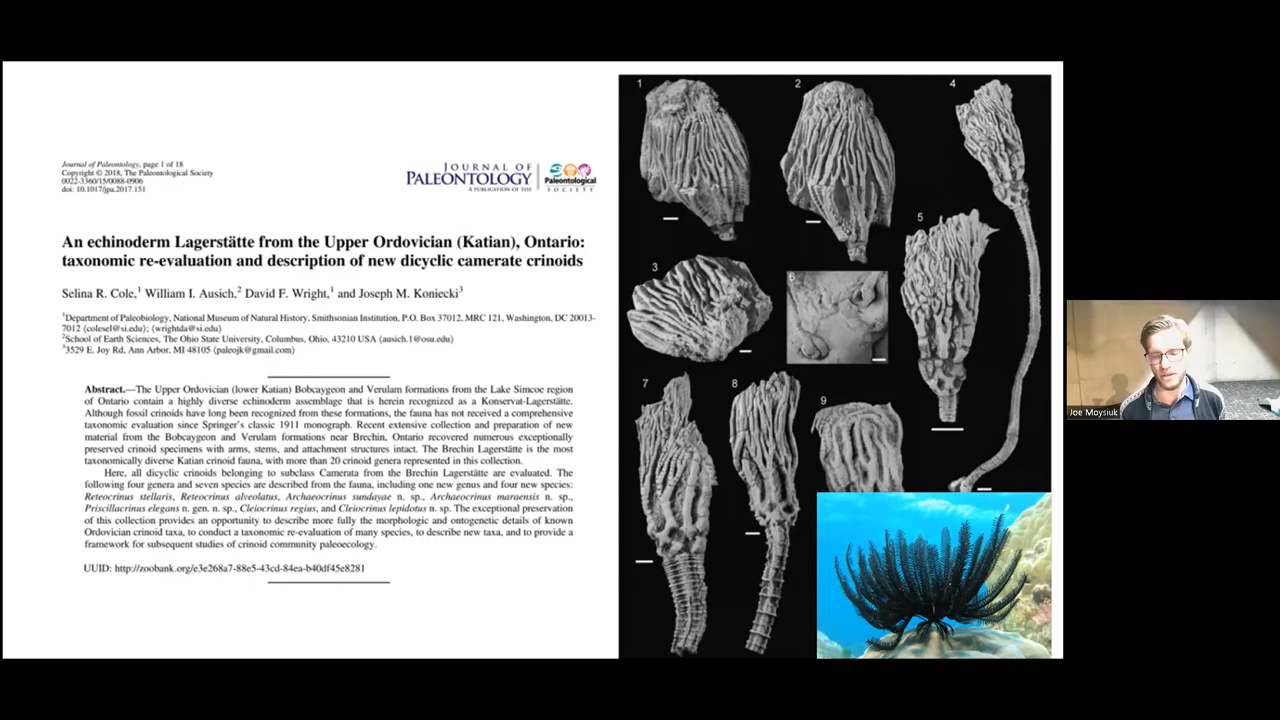 Journal of Paleontology, page 1 of 18
Copyright © 2018, The Paleontological Society
0022-3360/15/0088-0906
doi: 10.1017/jpa.2017.151
JOURNAL OF
PALEONTOLOGY
A PUBLICATION OF THE
Paleontological
SOCIETY
An echinoderm Lagerstätte from the Upper Ordovician (Katian), Ontario:
taxonomic re-evaluation and description of new dicyclic camerate crinoids
Selina R. Cole,1 William I. Ausich,2 David F. Wright,1 and Joseph M. Koniecki3
1Department of Paleobiology, National Museum of Natural History, Smithsonian Institution, P.O. Box 37012, MRC 121, Washington, DC 20013-
7012 ⟨colesel@si.edu⟩; ⟨wrightda@si.edu⟩
2School of Earth Sciences, The Ohio State University, Columbus, Ohio, 43210 USA ⟨ausich.1@osu.edu⟩
33529 E. Joy Rd, Ann Arbor, MI 48105 ⟨paleojk@gmail.com⟩
Abstract.—The Upper Ordovician (lower Katian) Bobcaygeon and Verulam formations from the Lake Simcoe region
of Ontario contain a highly diverse echinoderm assemblage that is herein recognized as a Konservat-Lagerstätte.
Although fossil crinoids have long been recognized from these formations, the fauna has not received a comprehensive
taxonomic evaluation since Springer's classic 1911 monograph. Recent extensive collection and preparation of new
material from the Bobcaygeon and Verulam formations near Brechin, Ontario recovered numerous exceptionally
preserved crinoid specimens with arms, stems, and attachment structures intact. The Brechin Lagerstätte is the most
taxonomically diverse Katian crinoid fauna, with more than 20 crinoid genera represented in this collection.
Here, all dicyclic crinoids belonging to subclass Camerata from the Brechin Lagerstätte are evaluated. The
following four genera and seven species are described from the fauna, including one new genus and four new species:
Reteocrinus stellaris, Reteocrinus alveolatus, Archaeocrinus sundayae n. sp., Archaeocrinus maraensis n. sp.,
Priscillacrinus elegans n. gen. n. sp., Cleiocrinus regius, and Cleiocrinus lepidotus n. sp. The exceptional preservation
of this collection provides an opportunity to describe more fully the morphologic and ontogenetic details of known
Ordovician crinoid taxa, to conduct a taxonomic re-evaluation of many species, to describe new taxa, and to provide a
framework for subsequent studies of crinoid community paleoecology.
UUID: http://zoobank.org/e3e268a7-88e5-43cd-84ea-b40df45e8281
1
2
4
5
3
6
7
8
9
Joe Moysiuk